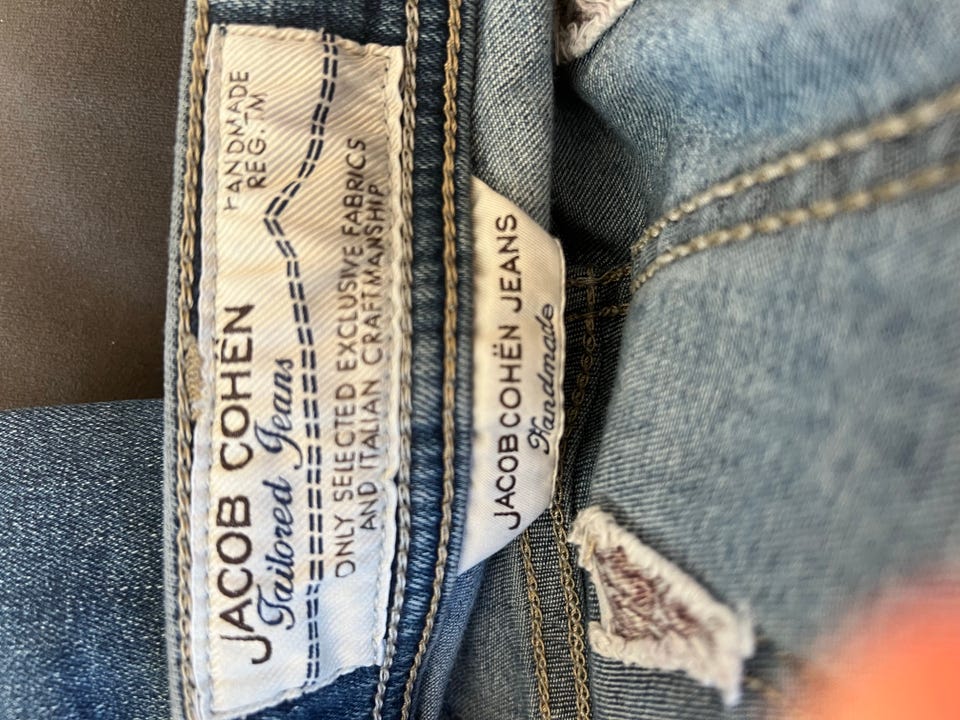 JACOB COHËN
Tailored Jeans
HANDMADE
REG.TM
ONLY SELECTED EXCLUSIVE FABRICS
AND ITALIAN CRAFTMANSHIP
JACOB COHËN JEANS
Handmade